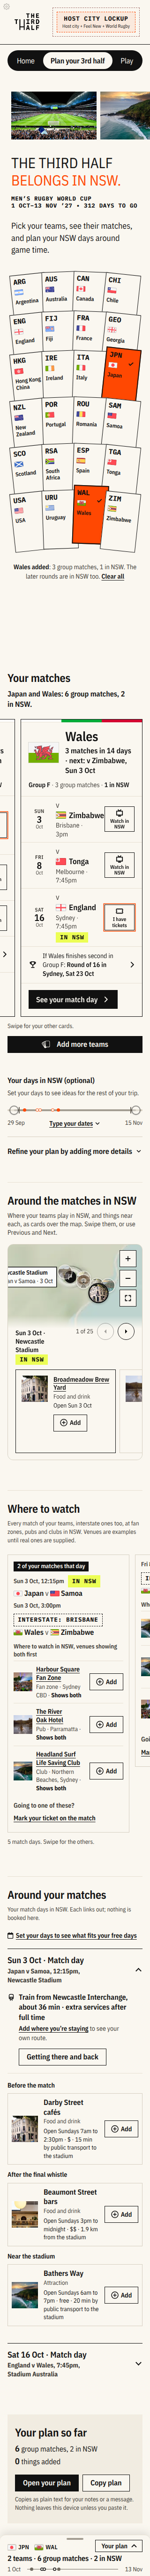 THE
THIRD
HALF
HOST CITY LOCKUP
Host city • Feel New • World Rugby
Home
Plan your 3rd half
Play
THE THIRD HALF
BELONGS IN NSW.
MEN'S RUGBY WORLD CUP
1 OCT–13 NOV '27 • 312 DAYS TO GO
Pick your teams, see their matches,
and plan your NSW days around
game time.
ARG
Argentina
AUS
Australia
CAN
Canada
CHI
Chile
ENG
England
FIJ
Fiji
FRA
France
GEO
Georgia
HKG
Hong Kong
China
IRE
Ireland
ITA
Italy
JPN
Japan
NZL
New
Zealand
POR
Portugal
ROU
Romania
SAM
Samoa
SCO
Scotland
RSA
South
Africa
ESP
Spain
TGA
Tonga
USA
USA
URU
Uruguay
WAL
Wales
ZIM
Zimbabwe
Wales added: 3 group matches, 1 in NSW. The
later rounds are in NSW too. Clear all
Your matches
Japan and Wales: 6 group matches, 2
in NSW.
Wales
3 matches in 14 days
· next: v Zimbabwe,
Sun 3 Oct
Group F · 3 group matches · 1 in NSW
SUN
3
Oct
v
Zimbabwe
Brisbane ·
3pm
Watch in
NSW
FRI
8
Oct
v
Tonga
Melbourne ·
7:45pm
Watch in
NSW
SAT
16
Oct
v
England
Sydney ·
7:45pm
IN NSW
I have
tickets
If Wales finishes second in
Group F: Round of 16 in
Sydney, Sat 23 Oct
See your match day
Swipe for your other cards.
Add more teams
Your days in NSW (optional)
Set your days to see ideas for the rest of your trip.
29 Sep
Type your dates
15 Nov
Refine your plan by adding more details
Around the matches in NSW
Where your teams play in NSW, and things near
each, as cards over the map. Swipe them, or use
Previous and Next.
Sun 3 Oct ·
Newcastle
Stadium
IN NSW
1 of 25
Broadmeadow Brew
Yard
Food and drink
Open Sun 3 Oct
Add
Where to watch
Every match of your teams, interstate ones too, at fan
zones, pubs and clubs in NSW. Venues are examples
until real ones are supplied.
2 of your matches that day
Sun 3 Oct, 12:15pm
IN NSW
Japan v Samoa
Sun 3 Oct, 3:00pm
INTERSTATE: BRISBANE
Wales v Zimbabwe
Where to watch in NSW, venues showing
both first
Harbour Square
Fan Zone
Fan zone · Sydney
CBD · Shows both
Add
The River
Oak Hotel
Pub · Parramatta ·
Shows both
Add
Headland Surf
Life Saving Club
Club · Northern
Beaches, Sydney ·
Shows both
Add
Going to one of these?
Mark your ticket on the match
5 match days. Swipe for the others.
Around your matches
Your match days in NSW. Each links out; nothing is
booked here.
Set your days to see what fits your free days
Sun 3 Oct · Match day
Japan v Samoa, 12:15pm,
Newcastle Stadium
Train from Newcastle Interchange,
about 36 min · extra services after
full time
Add where you're staying to see your
own route.
Getting there and back
Before the match
Darby Street
cafés
Food and drink
Open Sundays 7am to
2:30pm · $ · 15 min
by public transport to
the stadium
Add
After the final whistle
Beaumont Street
bars
Food and drink
Open Sundays 3pm to
midnight · $$ · 1.9 km
from the stadium
Add
Near the stadium
Bathers Way
Attraction
Open Sundays 6am to
7pm · free · 20 min by
public transport to the
stadium
Add
Sat 16 Oct · Match day
England v Wales, 7:45pm,
Stadium Australia
Your plan so far
6 group matches, 2 in NSW
0 things added
Open your plan
Copy plan
Copies as plain text for your notes or a message.
Nothing leaves this device unless you paste it.
JPN
WAL
Your plan
2 teams · 6 group matches · 2 in NSW
1 Oct
13 Nov